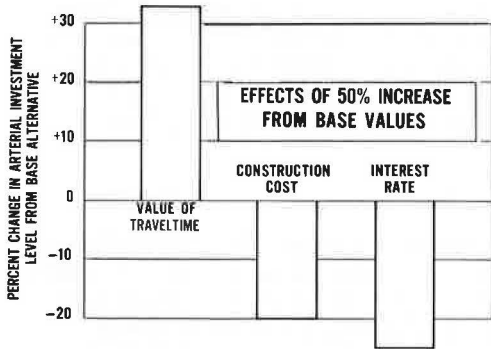 PERCENT CHANGE IN ARTERIAL INVESTMENT
LEVEL FROM BASE ALTERNATIVE
+30
+20
+10
0
-10
-20
EFFECTS OF 50% INCREASE
FROM BASE VALUES
VALUE OF
TRAVELTIME
CONSTRUCTION
COST
INTEREST
RATE